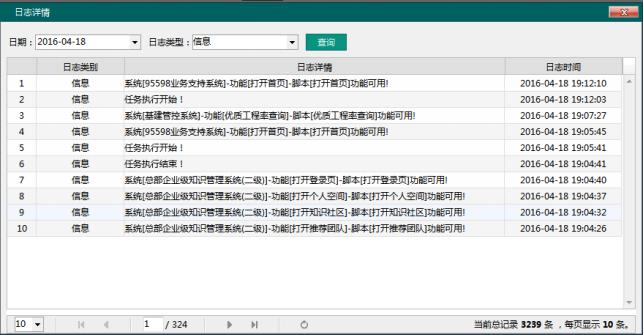 日志详情
日期：2016-04-18 日志类型：信息 查询
日志类别 日志详情 日志时间
1 信息 系统[95598业务支持系统]-功能[打开首页]-脚本[打开首页]功能可用! 2016-04-18 19:12:10
2 信息 任务执行开始！ 2016-04-18 19:12:03
3 信息 系统[基建管控系统]-功能[优质工程率查询]-脚本[优质工程率查询]功能可用! 2016-04-18 19:07:27
4 信息 系统[95598业务支持系统]-功能[打开首页]-脚本[打开首页]功能可用! 2016-04-18 19:05:45
5 信息 任务执行开始！ 2016-04-18 19:05:41
6 信息 任务执行结束！ 2016-04-18 19:04:41
7 信息 系统[总部企业级知识管理系统(二级)]-功能[打开登录页]-脚本[打开登录页]功能可用! 2016-04-18 19:04:40
8 信息 系统[总部企业级知识管理系统(二级)]-功能[打开个人空间]-脚本[打开个人空间]功能可用! 2016-04-18 19:04:37
9 信息 系统[总部企业级知识管理系统(二级)]-功能[打开知识社区]-脚本[打开知识社区]功能可用! 2016-04-18 19:04:32
10 信息 系统[总部企业级知识管理系统(二级)]-功能[打开推荐团队]-脚本[打开推荐团队]功能可用! 2016-04-18 19:04:26
10 1 / 324 当前总记录 3239 条，每页显示 10 条。